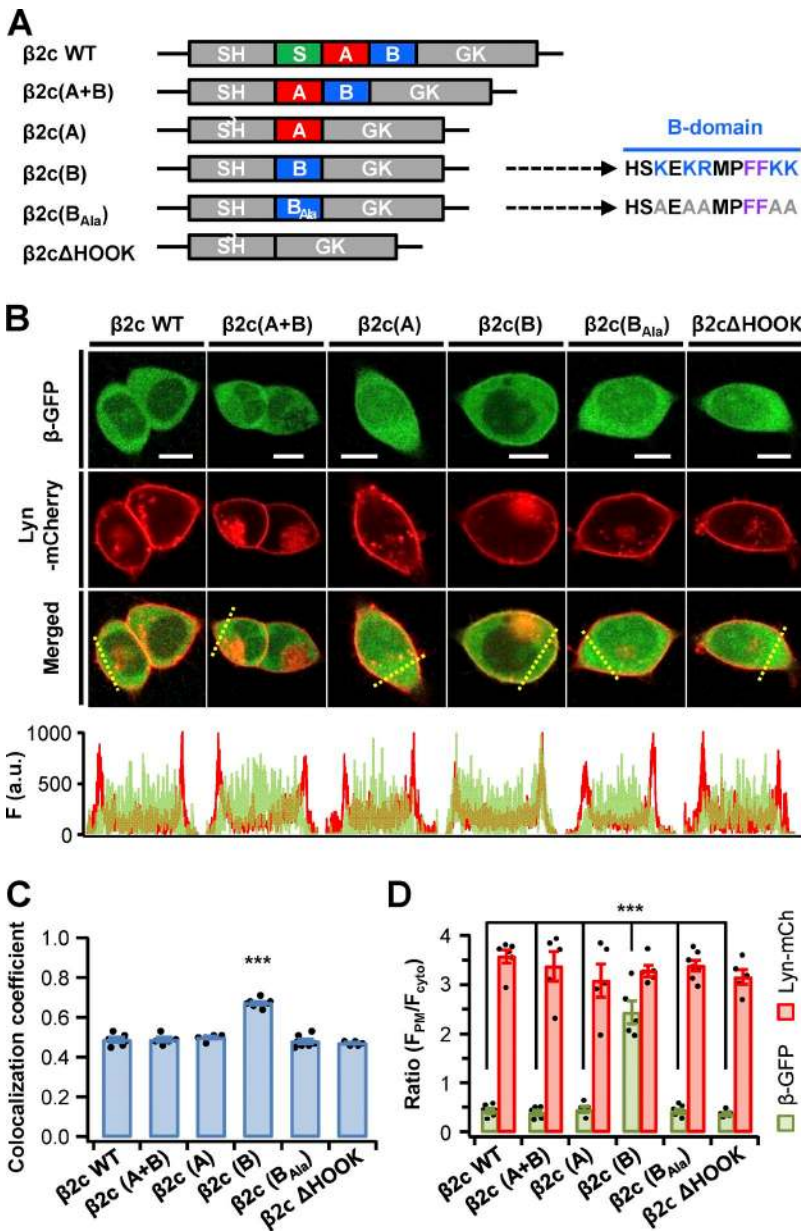 A
β2c WT SH S A B GK
β2c(A+B) SH A B GK
β2c(A) SH A GK
β2c(B) SH B GK
β2c(BAla) SH BAla GK
β2cΔHOOK SH GK
B-domain
HSKEKRMPFFKK
HSAEAAMPFFAA
B
β2c WT β2c(A+B) β2c(A) β2c(B) β2c(BAla) β2cΔHOOK
β-GFP
Lyn
-mCherry
Merged
F (a.u.)
1000
500
0
C
Colocalization coefficient
1.0
0.8
0.6
0.4
0.2
0.0
***
β2c WT
β2c (A+B)
β2c (A)
β2c (B)
β2c (BAla)
β2c ΔHOOK
D
Ratio (FPM/Fcyto)
4
3
2
1
0
***
β2c WT
β2c (A+B)
β2c (A)
β2c (B)
β2c (BAla)
β2c ΔHOOK
Lyn-mCh
β-GFP